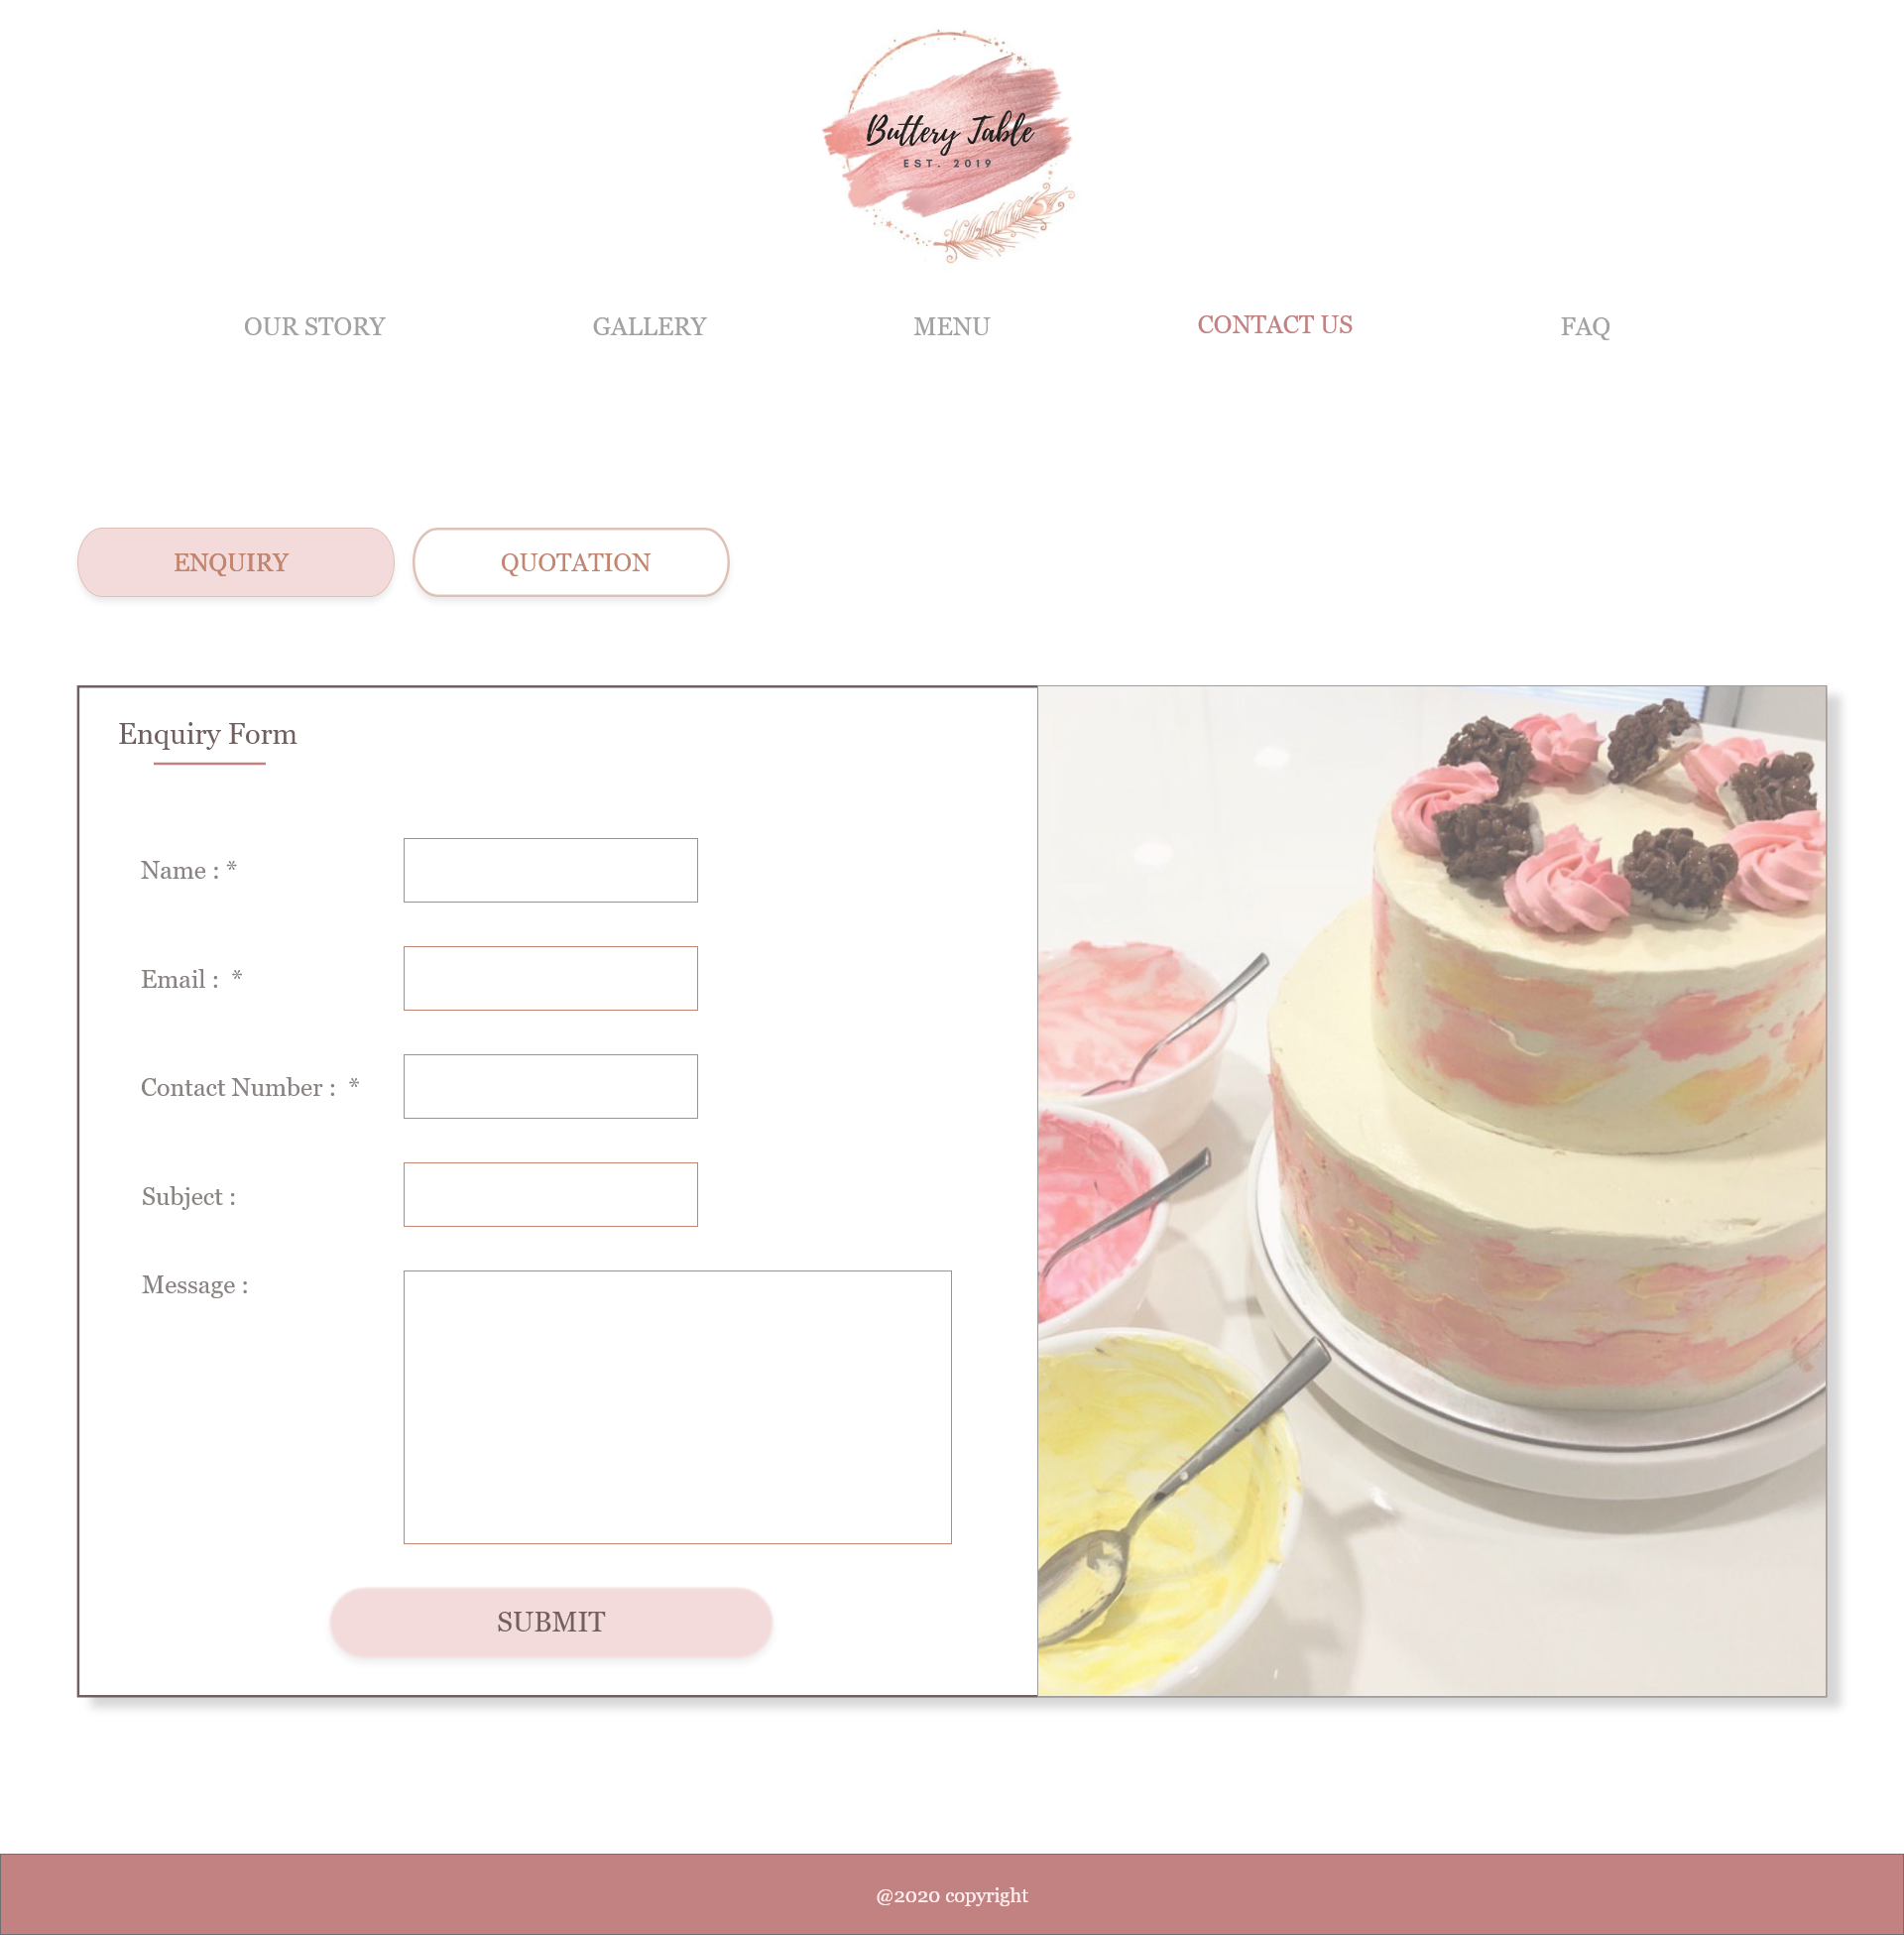 Buttery Table
EST. 2019
OUR STORY
GALLERY
MENU
CONTACT US
FAQ
ENQUIRY
QUOTATION
Enquiry Form
Name : *
Email : *
Contact Number : *
Subject :
Message :
SUBMIT
@2020 copyright